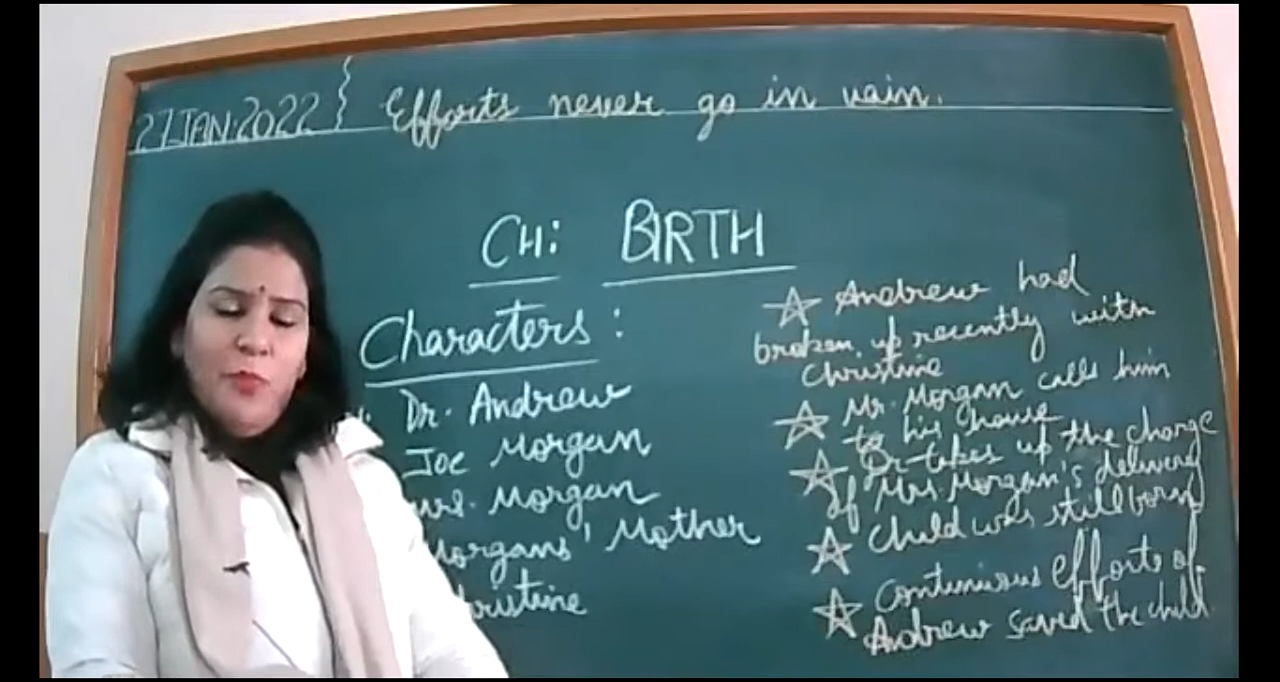 27-JAN-2022 Efforts never go in vain.
CH: BIRTH
Characters:
Dr. Andrew
Joe Morgan
Mrs. Morgan
Morgans' Mother
Christine
Andrew had
broken up recently with
Christine
Mr. Morgan calls him
to his house
Dr takes up the charge
of Mrs. Morgan's delivery
Child was still born
Continuous efforts of
Andrew saved the child